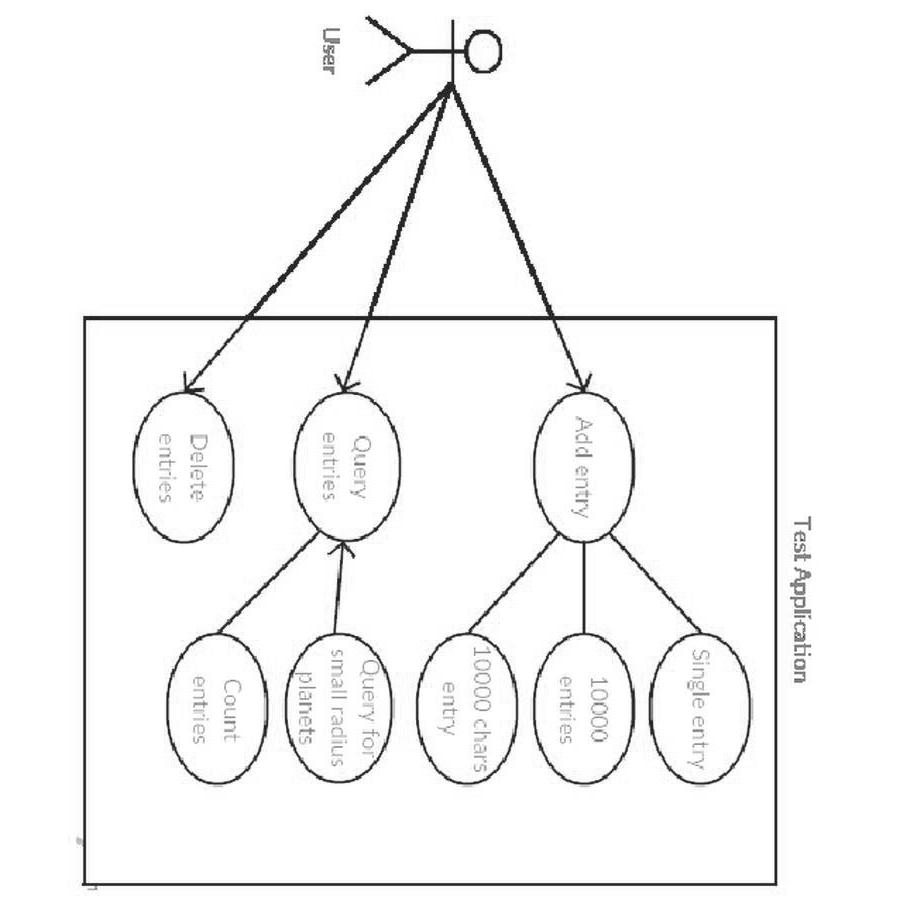 Test Application
User
Add entry
Single entry
10000
entries
10000 chars
entry
Query
entries
Query for
small radius
planets
Count
entries
Delete
entries